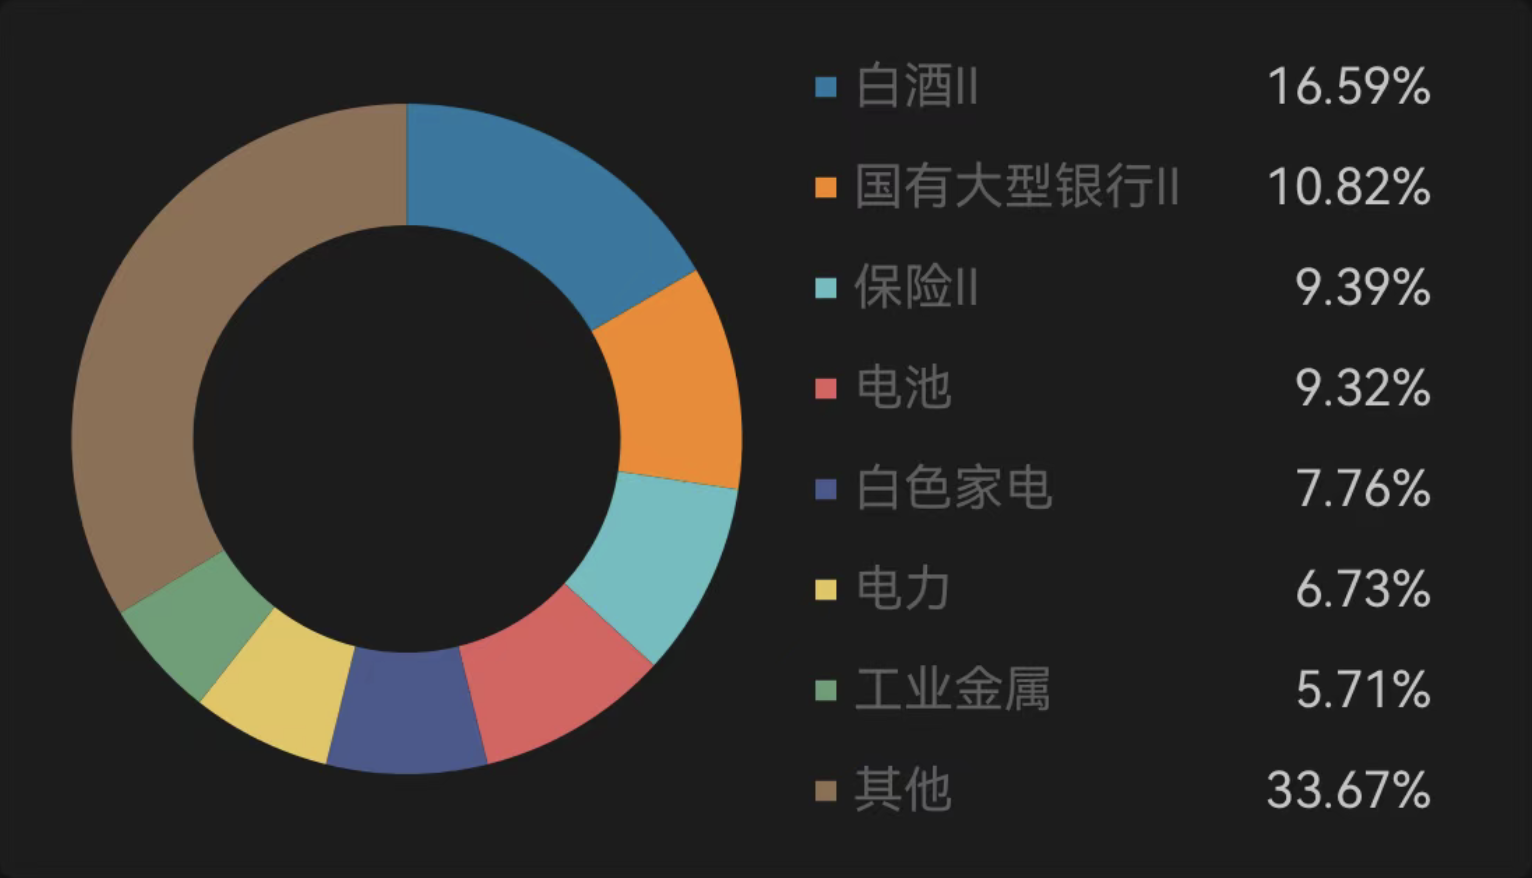 白酒II 16.59%
国有大型银行II 10.82%
保险II 9.39%
电池 9.32%
白色家电 7.76%
电力 6.73%
工业金属 5.71%
其他 33.67%